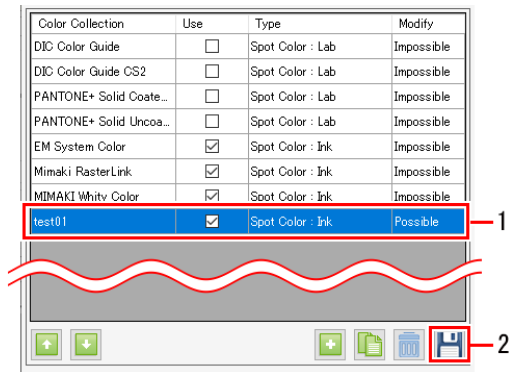 Color Collection Use Type Modify
DIC Color Guide Spot Color : Lab Impossible
DIC Color Guide CS2 Spot Color : Lab Impossible
PANTONE+ Solid Coate... Spot Color : Lab Impossible
PANTONE+ Solid Uncoa... Spot Color : Lab Impossible
EM System Color Spot Color : Ink Impossible
Mimaki RasterLink Spot Color : Ink Impossible
MIMAKI Whity Color Spot Color : Ink Impossible
test01 Spot Color : Ink Possible 1
2